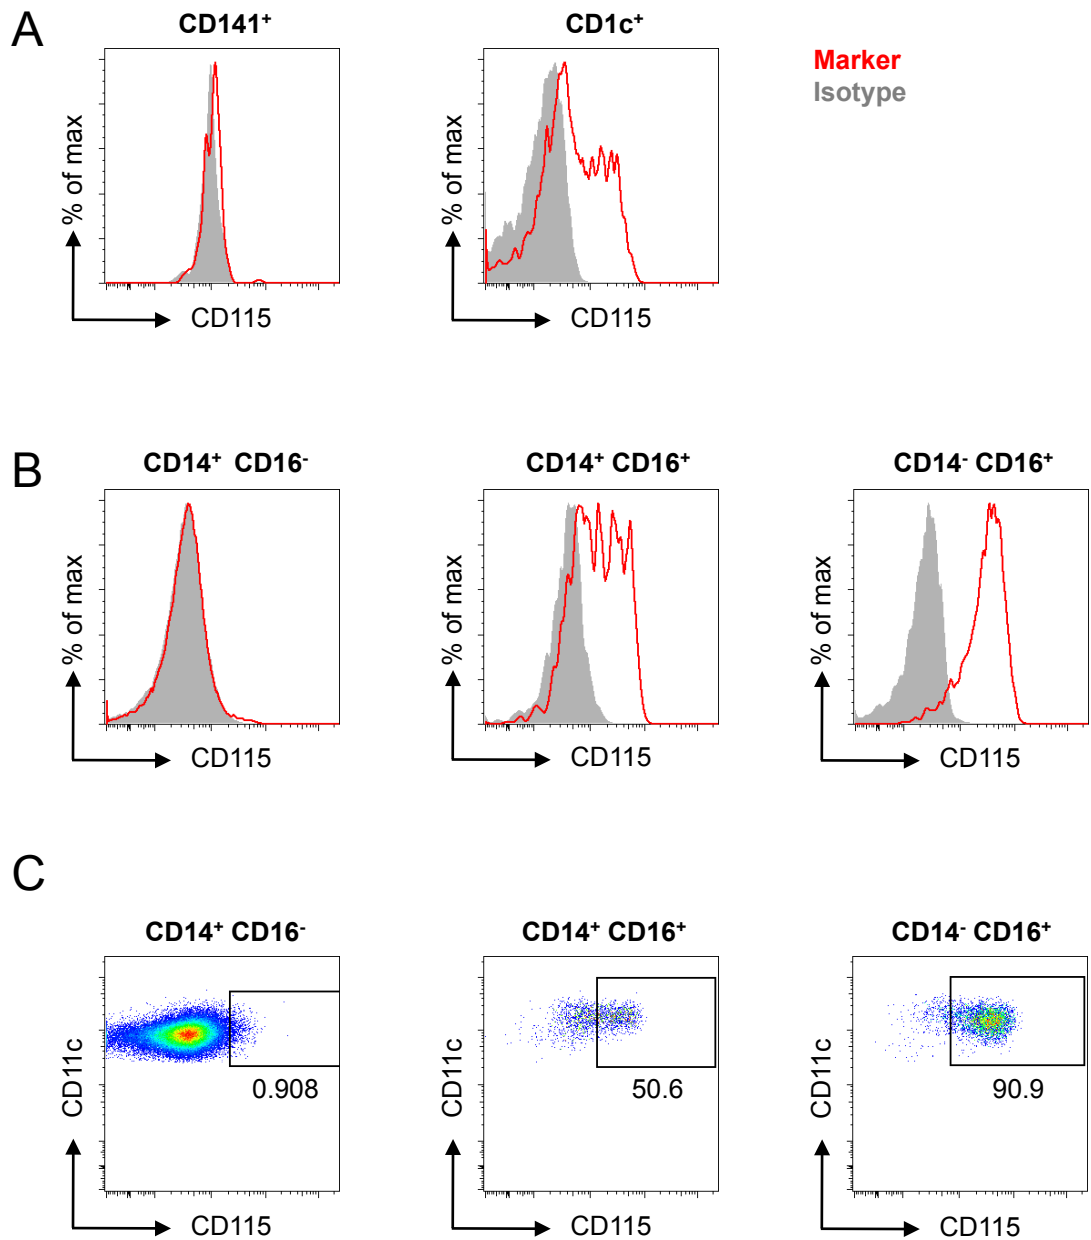 A
CD141⁺
CD1c⁺
Marker
Isotype
% of max
CD115
% of max
CD115
B
CD14⁺ CD16⁻
CD14⁺ CD16⁺
CD14⁻ CD16⁺
% of max
CD115
% of max
CD115
% of max
CD115
C
CD14⁺ CD16⁻
CD14⁺ CD16⁺
CD14⁻ CD16⁺
CD11c
0.908
CD115
CD11c
50.6
CD115
CD11c
90.9
CD115